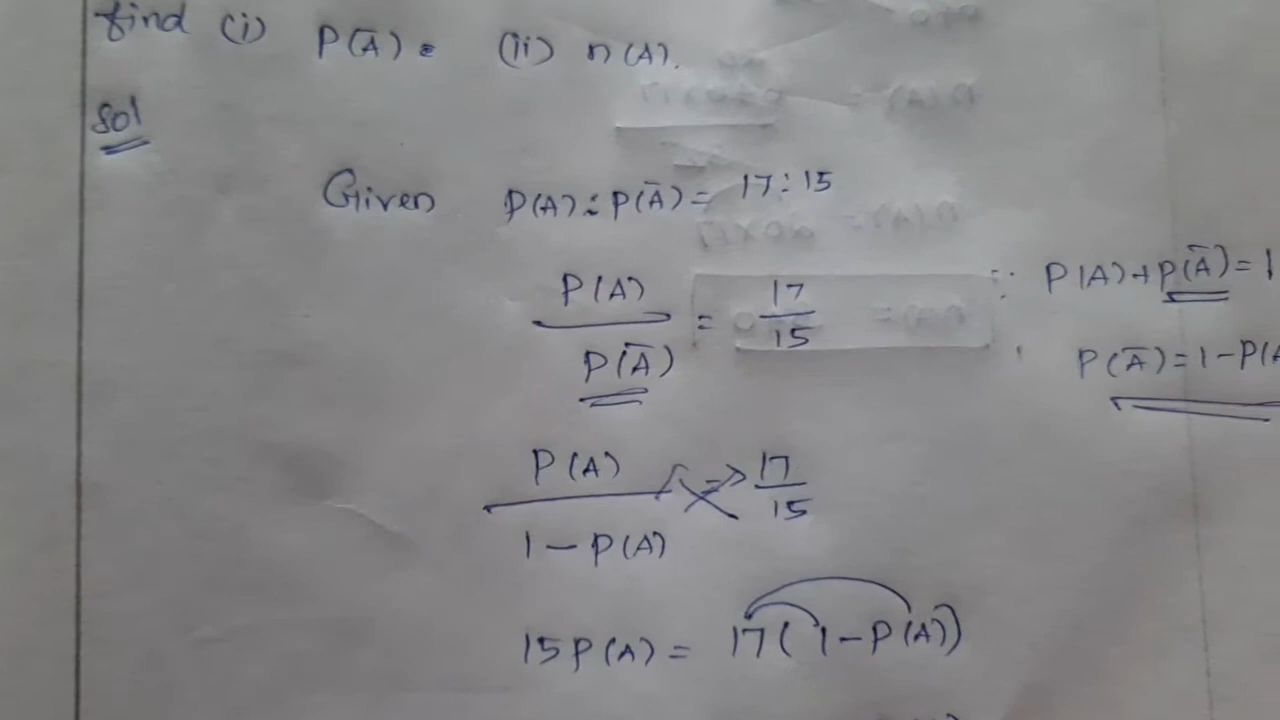 find (i) P(Ā). (ii) n(A).
Sol
Given P(A) : P(Ā) = 17 : 15
P(A) / P(Ā) = 17 / 15 ∵ P(A) + P(Ā) = 1
P(Ā) = 1 - P(A
P(A) / 1 - P(A) = 17 / 15
15 P(A) = 17(1 - P(A))